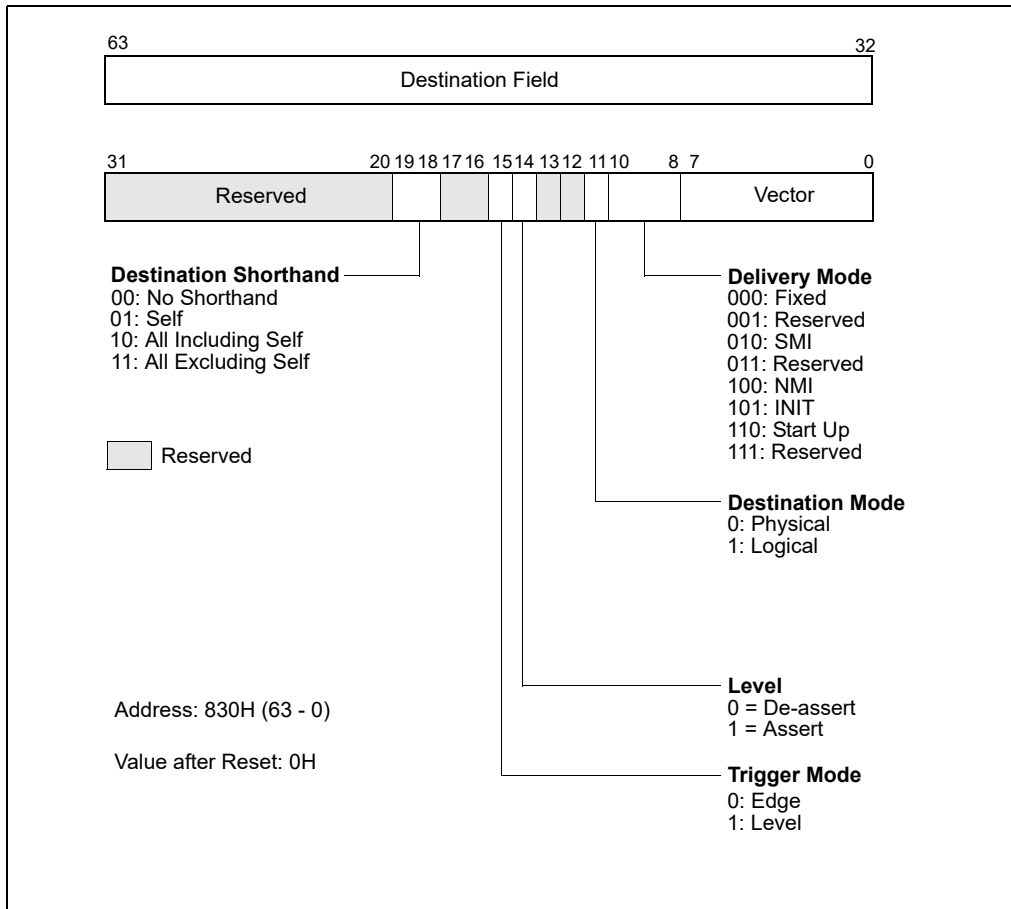 63 32
Destination Field
31 20 19 18 17 16 15 14 13 12 11 10 8 7 0
Reserved Vector
Destination Shorthand
00: No Shorthand
01: Self
10: All Including Self
11: All Excluding Self
Reserved
Delivery Mode
000: Fixed
001: Reserved
010: SMI
011: Reserved
100: NMI
101: INIT
110: Start Up
111: Reserved
Destination Mode
0: Physical
1: Logical
Level
0 = De-assert
1 = Assert
Address: 830H (63 - 0)
Value after Reset: 0H
Trigger Mode
0: Edge
1: Level